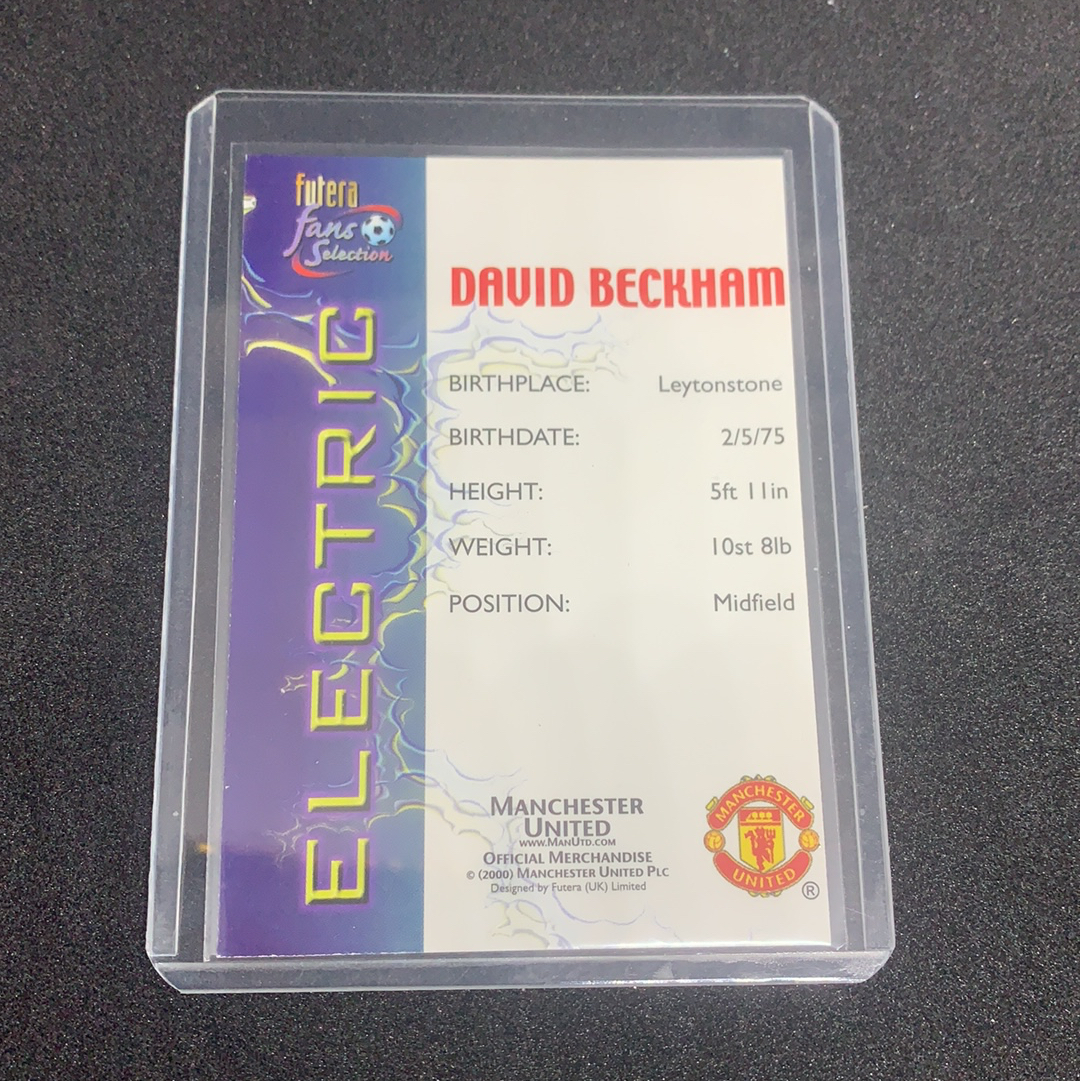 futera
fans
Selection
ELECTRIC
DAVID BECKHAM
BIRTHPLACE: Leytonstone
BIRTHDATE: 2/5/75
HEIGHT: 5ft 11in
WEIGHT: 10st 8lb
POSITION: Midfield
MANCHESTER
UNITED
WWW.MANUTD.COM
OFFICIAL MERCHANDISE
© (2000) MANCHESTER UNITED PLC
Designed by Futera (UK) Limited
MANCHESTER
UNITED
®